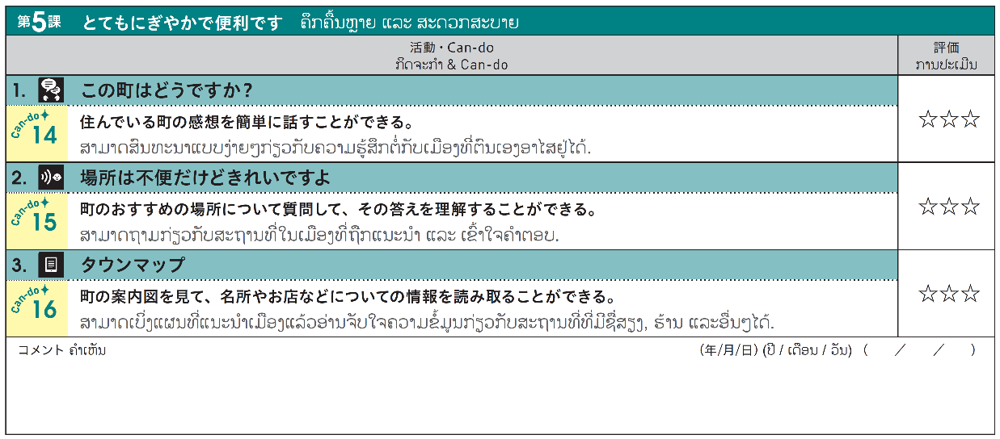 第5課 とてもにぎやかで便利です ຄຶກຄື້ນຫຼາຍ ແລະ ສະດວກສະບາຍ
活動・Can-do
ກິດຈະກຳ & Can-do
評価
ການປະເມີນ
1. この町はどうですか？
Can-do 14
住んでいる町の感想を簡単に話すことができる。
ສາມາດສົນທະນາແບບງ່າຍໆກ່ຽວກັບຄວາມຮູ້ສຶກຕໍ່ກັບເມືອງທີ່ຕົນເອງອາໄສຢູ່ໄດ້.
☆☆☆
2. 場所は不便だけどきれいですよ
Can-do 15
町のおすすめの場所について質問して、その答えを理解することができる。
ສາມາດຖາມກ່ຽວກັບສະຖານທີ່ໃນເມືອງທີ່ຖືກແນະນຳ ແລະ ເຂົ້າໃຈຄຳຕອບ.
☆☆☆
3. タウンマップ
Can-do 16
町の案内図を見て、名所やお店などについての情報を読み取ることができる。
ສາມາດເບິ່ງແຜນທີ່ແນະນຳເມືອງແລ້ວອ່ານຈັບໃຈຄວາມຂໍ້ມູນກ່ຽວກັບສະຖານທີ່ທີ່ມີຊື່ສຽງ, ຮ້ານ ແລະອື່ນໆໄດ້.
☆☆☆
コメント ຄຳເຫັນ
（年/月/日）(ປີ / ເດືອນ / ວັນ)（　／　／　）